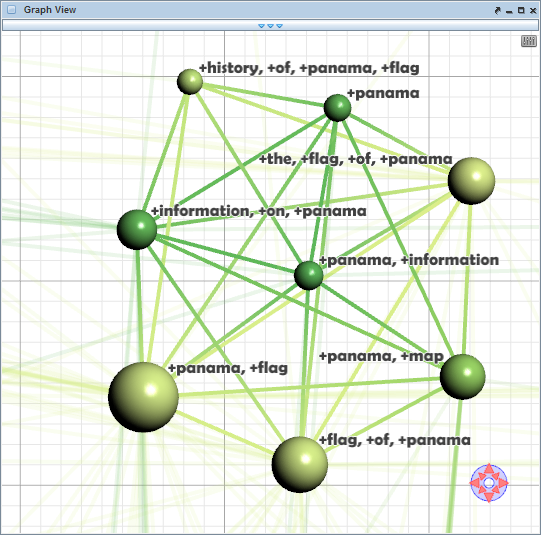 Graph View
+history, +of, +panama, +flag
+panama
+the, +flag, +of, +panama
+information, +on, +panama
+panama, +information
+panama, +map
+panama, +flag
+flag, +of, +panama